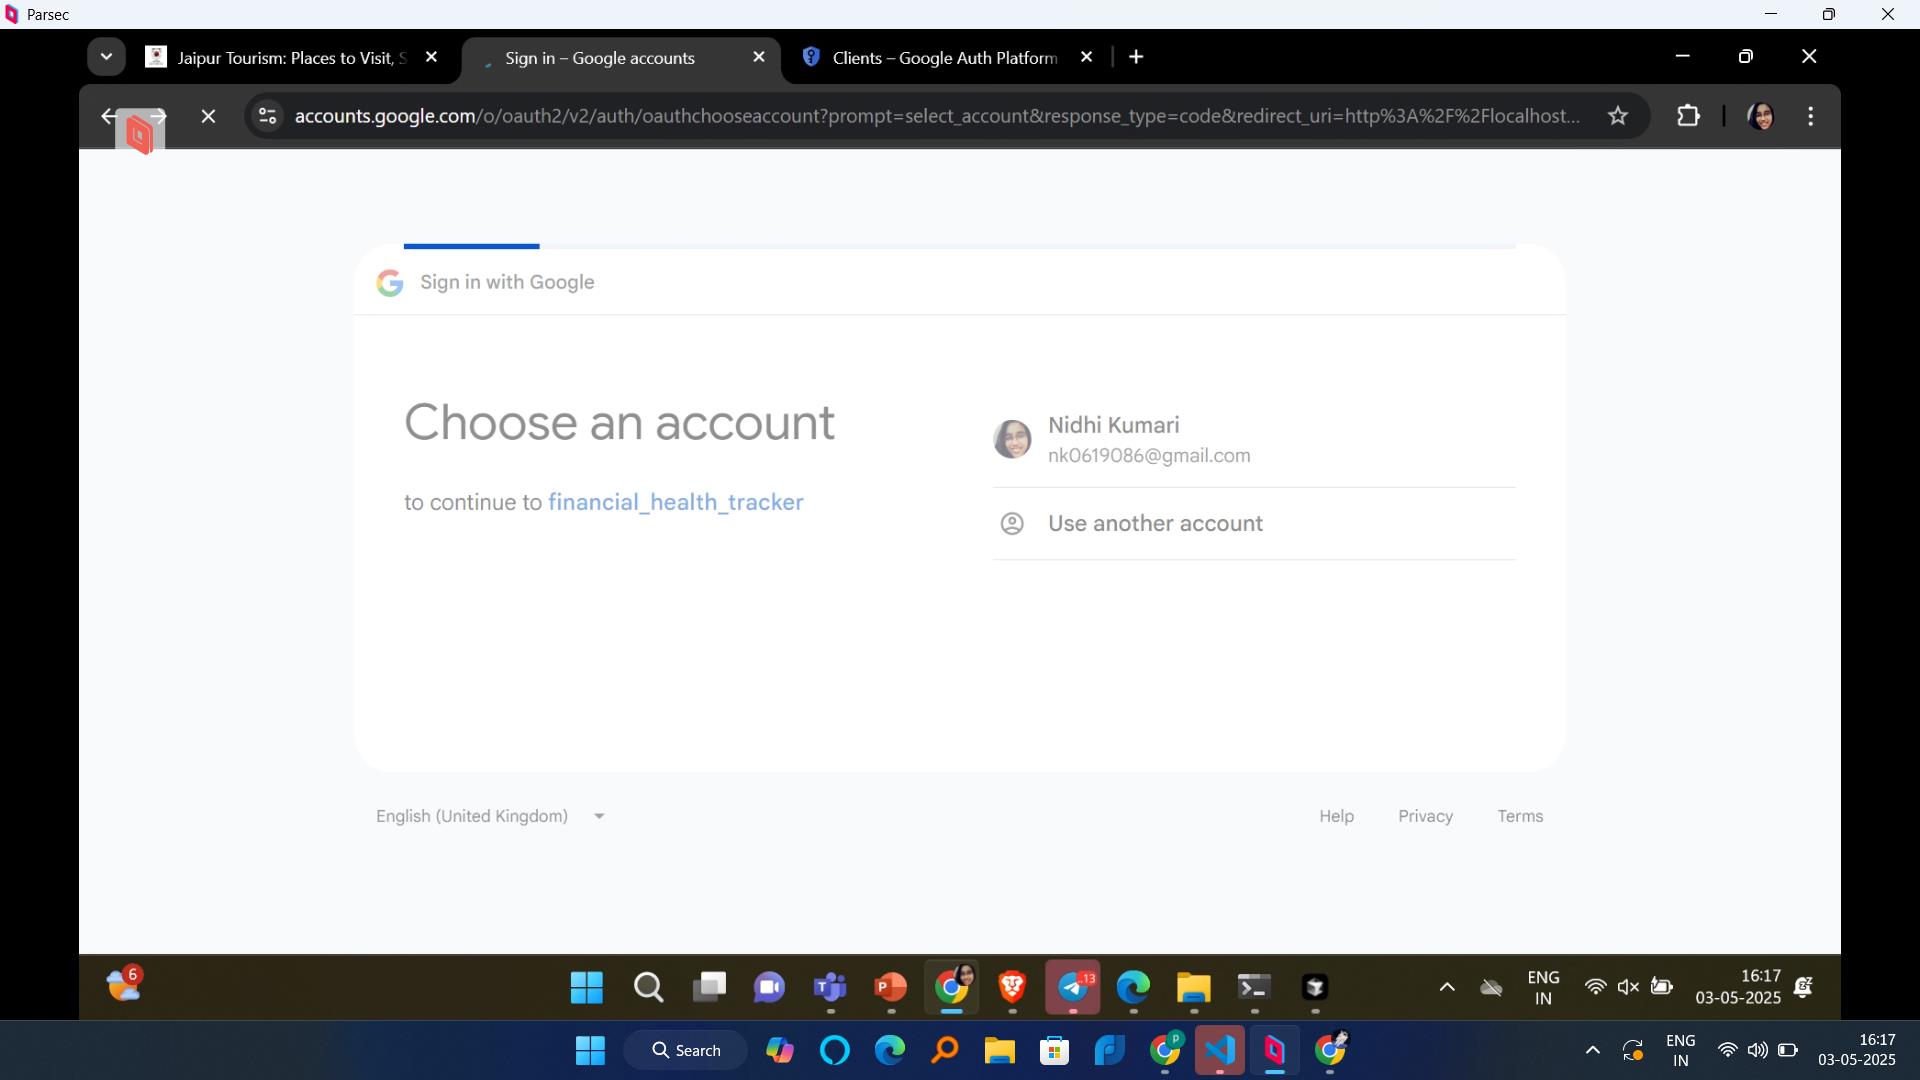 Parsec
Jaipur Tourism: Places to Visit, S
Sign in – Google accounts
Clients – Google Auth Platform
accounts.google.com/o/oauth2/v2/auth/oauthchooseaccount?prompt=select_account&response_type=code&redirect_uri=http%3A%2F%2Flocalhost...
Sign in with Google
Choose an account
to continue to financial_health_tracker
Nidhi Kumari
nk0619086@gmail.com
Use another account
English (United Kingdom)
Help
Privacy
Terms
6
13
ENG
IN
16:17
03-05-2025
Search
P
ENG
IN
16:17
03-05-2025